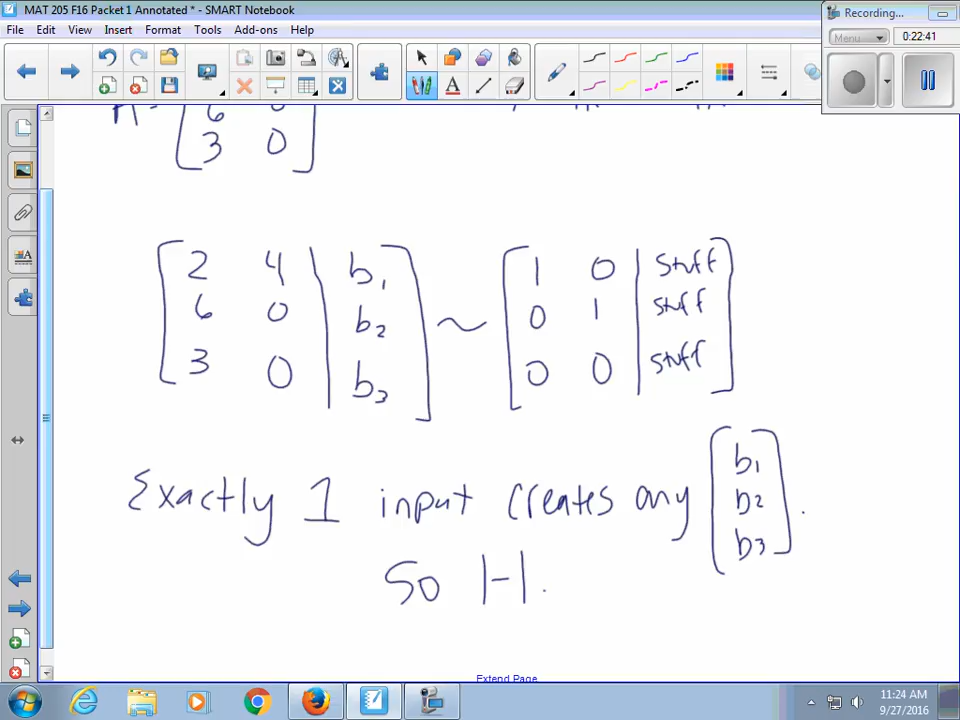 MAT 205 F16 Packet 1 Annotated * - SMART Notebook
Recording...
File Edit View Insert Format Tools Add-ons Help
Menu
0:22:41
A
A =
6 0
3 0
2 4 b1 1 0 stuff
6 0 b2 ~ 0 1 stuff
3 0 b3 0 0 stuff
Exactly 1 input creates any b1
b2
b3 .
So 1-1.
Extend Page
11:24 AM
9/27/2016